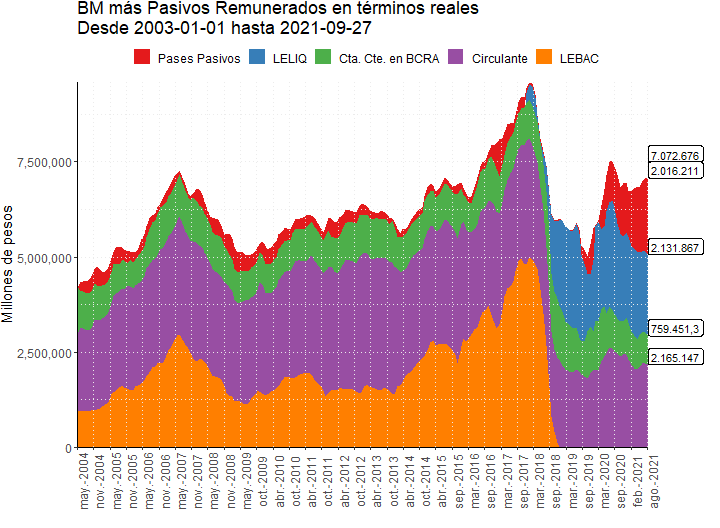 BM más Pasivos Remunerados en términos reales
Desde 2003-01-01 hasta 2021-09-27
Pases Pasivos
LELIQ
Cta. Cte. en BCRA
Circulante
LEBAC
Millones de pesos
7,500,000
5,000,000
2,500,000
0
7.072.676
2.016.211
2.131.867
759.451,3
2.165.147
may.-2004
nov.-2004
may.-2005
nov.-2005
may.-2006
nov.-2006
may.-2007
nov.-2007
may.-2008
nov.-2008
may.-2009
oct.-2009
abr.-2010
oct.-2010
abr.-2011
oct.-2011
abr.-2012
oct.-2012
abr.-2013
oct.-2013
abr.-2014
oct.-2014
abr.-2015
sep.-2015
mar.-2016
sep.-2016
mar.-2017
sep.-2017
mar.-2018
sep.-2018
mar.-2019
sep.-2019
mar.-2020
sep.-2020
feb.-2021
ago.-2021